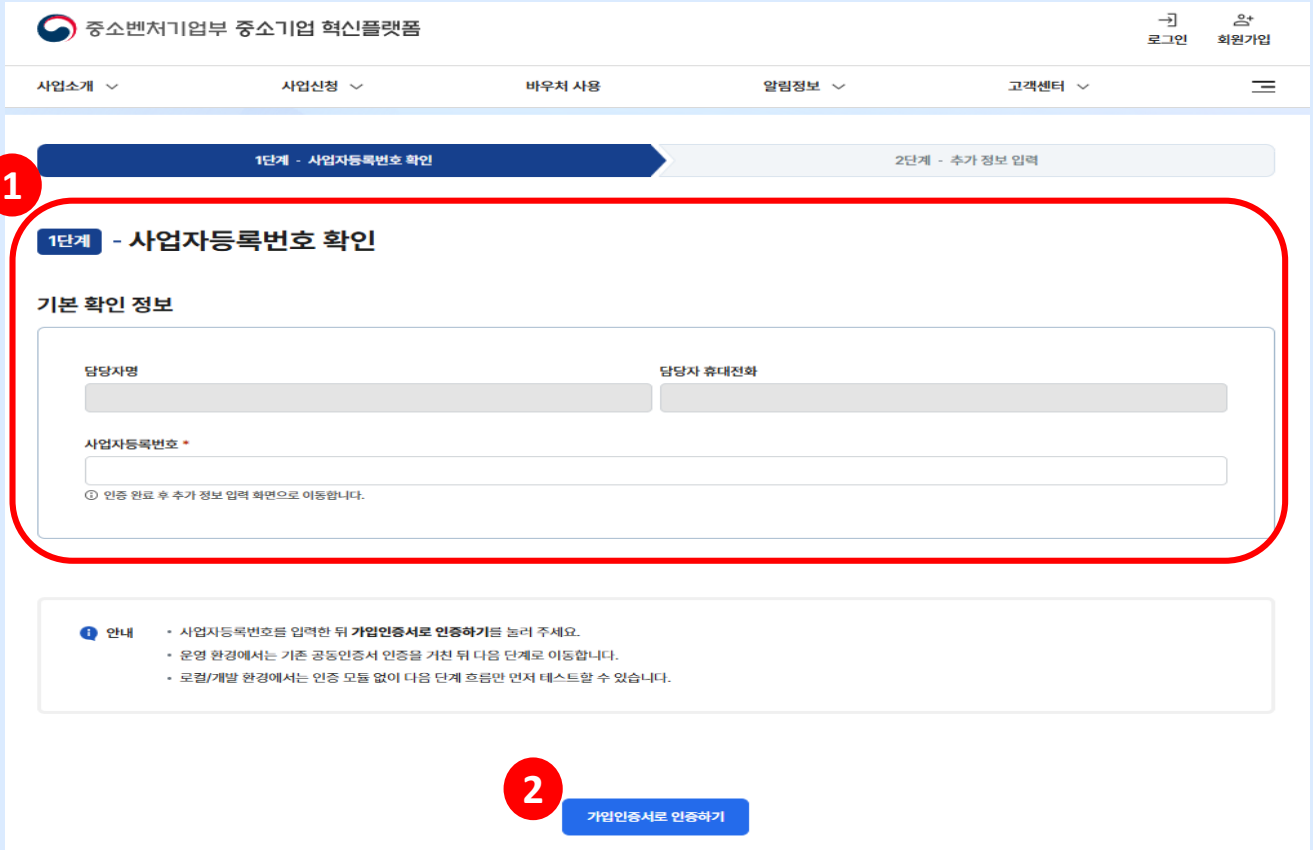 중소벤처기업부 중소기업 혁신플랫폼
로그인 회원가입
사업소개 사업신청 바우처 사용 알림정보 고객센터
1단계 - 사업자등록번호 확인 2단계 - 추가 정보 입력
1
1단계 - 사업자등록번호 확인
기본 확인 정보
담당자명 담당자 휴대전화
사업자등록번호 *
인증 완료 후 추가 정보 입력 화면으로 이동합니다.
안내 • 사업자등록번호를 입력한 뒤 가입인증서로 인증하기를 눌러 주세요.
• 운영 환경에서는 기존 공동인증서 인증을 거친 뒤 다음 단계로 이동합니다.
• 로컬/개발 환경에서는 인증 모듈 없이 다음 단계 흐름만 먼저 테스트할 수 있습니다.
2
가입인증서로 인증하기